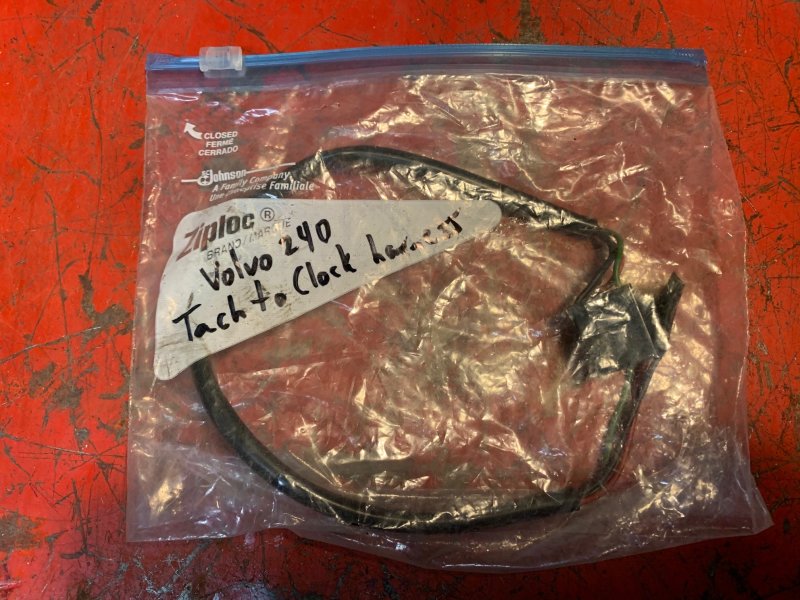 CLOSED
FERMÉ
CERRADO
SC Johnson
A Family Company
Une entreprise Familiale
Ziploc®
BRAND / MARQUE
Volvo 240
Tach to Clock harness